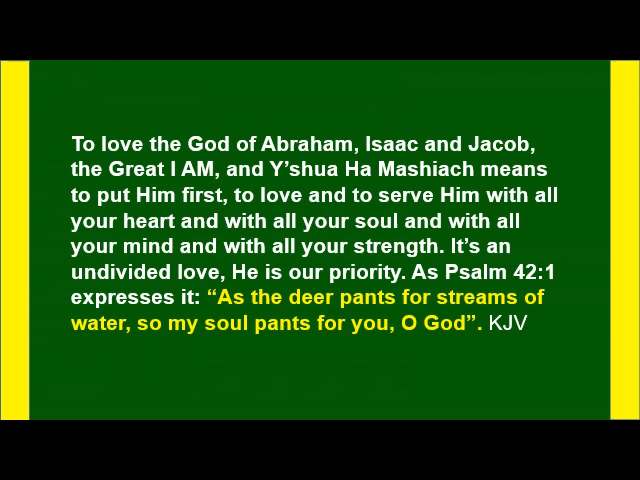 To love the God of Abraham, Isaac and Jacob,
the Great I AM, and Y’shua Ha Mashiach means
to put Him first, to love and to serve Him with all
your heart and with all your soul and with all
your mind and with all your strength. It’s an
undivided love, He is our priority. As Psalm 42:1
expresses it: “As the deer pants for streams of
water, so my soul pants for you, O God”. KJV